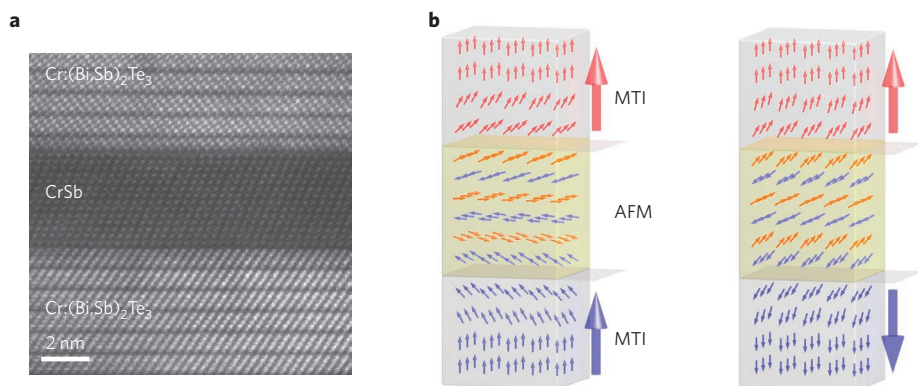 a
Cr:(Bi,Sb)₂Te₃
CrSb
Cr:(Bi,Sb)₂Te₃
2 nm
b
MTI
AFM
MTI